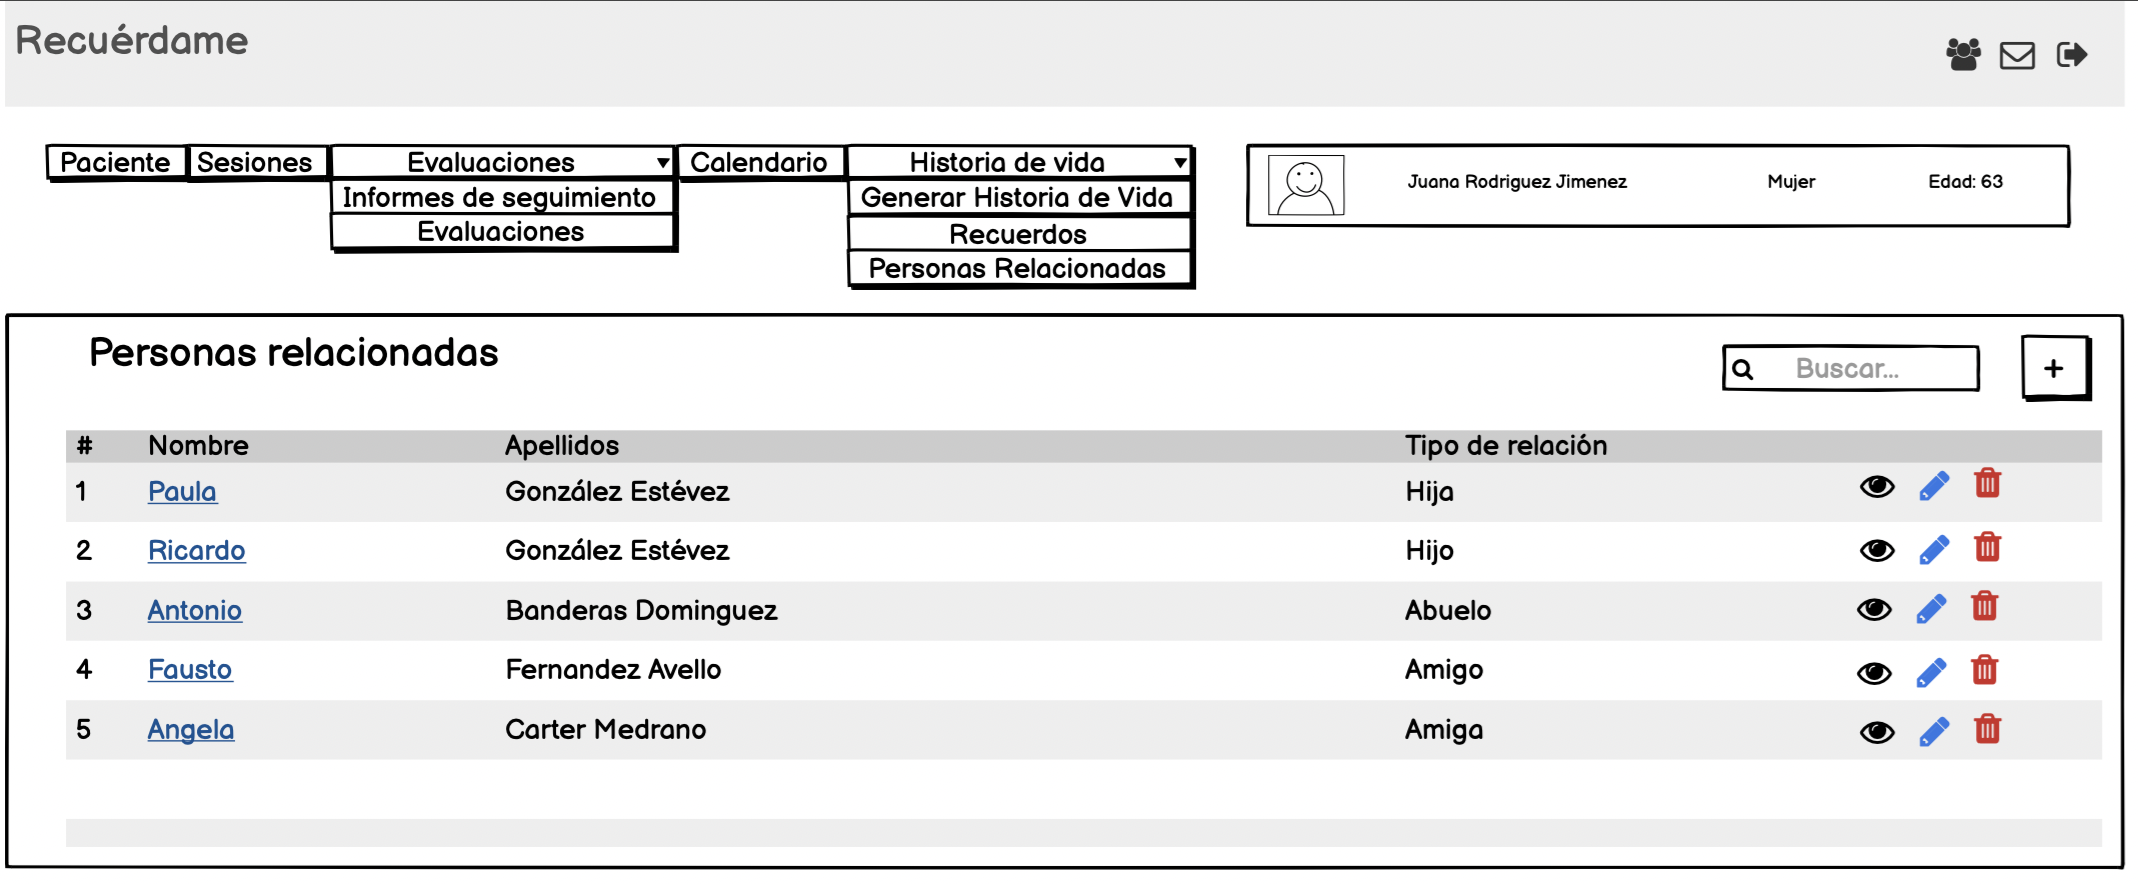 Recuérdame
Paciente Sesiones Evaluaciones Calendario Historia de vida
Informes de seguimiento
Evaluaciones
Generar Historia de Vida
Recuerdos
Personas Relacionadas
Juana Rodriguez Jimenez Mujer Edad: 63
Personas relacionadas
Buscar...
+
# Nombre Apellidos Tipo de relación
1 Paula González Estévez Hija
2 Ricardo González Estévez Hijo
3 Antonio Banderas Dominguez Abuelo
4 Fausto Fernandez Avello Amigo
5 Angela Carter Medrano Amiga